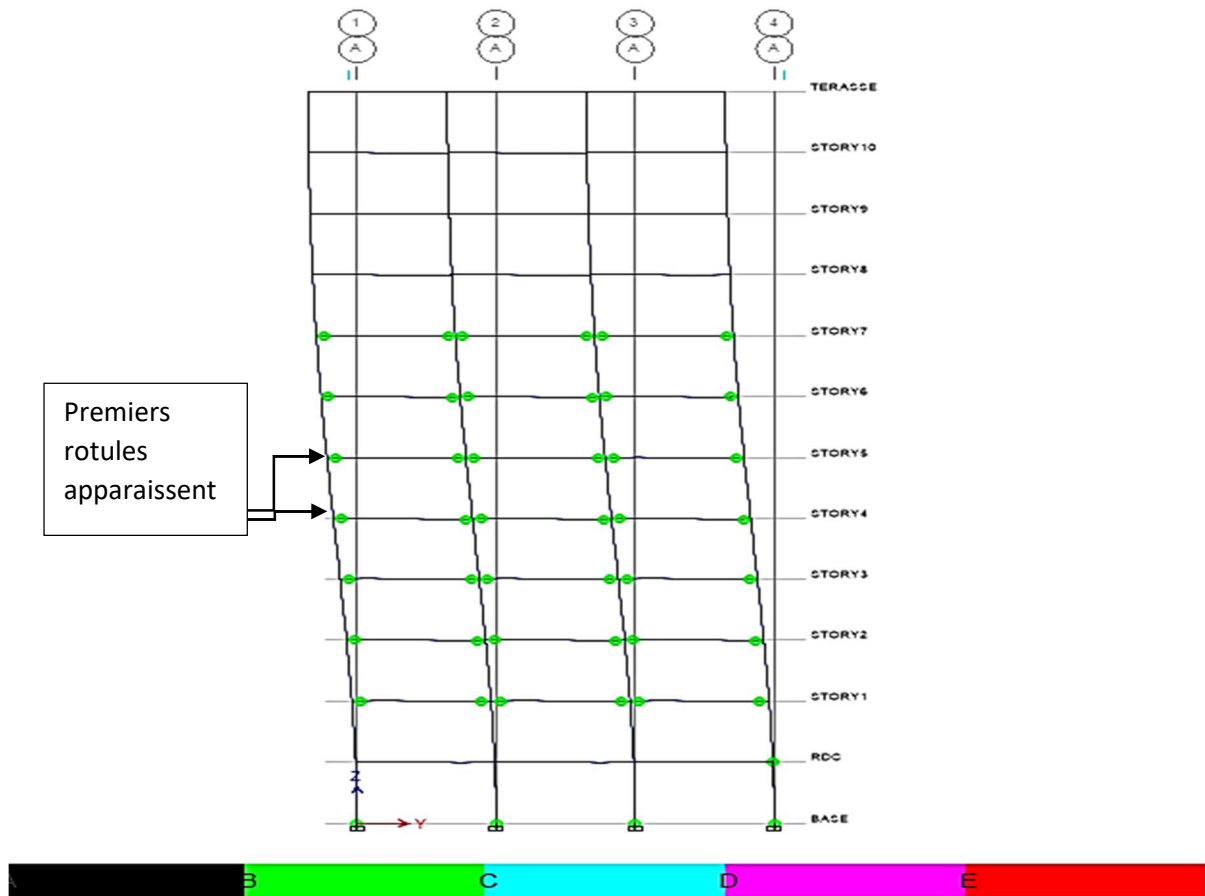 1 2 3 4
A A A A
TERASSE
STORY10
STORY9
STORY8
STORY7
STORY6
Premiers
rotules
apparaissent
STORY5
STORY4
STORY3
STORY2
STORY1
RDC
Z
Y
BASE
A B C D E